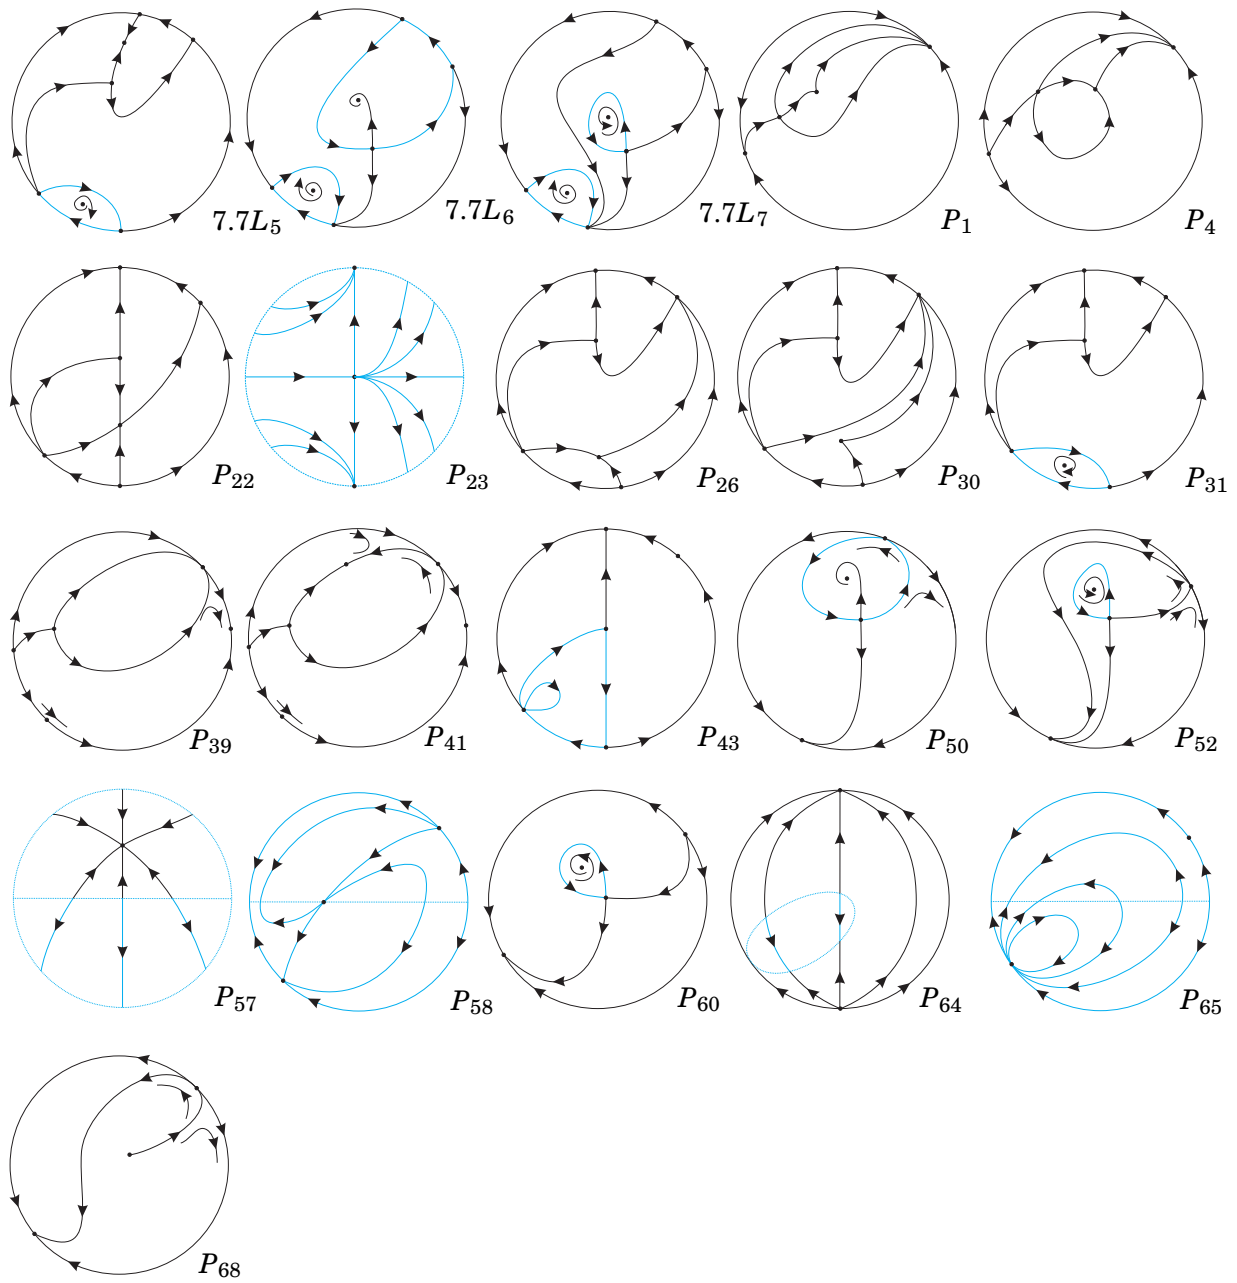 7.7L₅ 7.7L₆ 7.7L₇ P₁ P₄
P₂₂ P₂₃ P₂₆ P₃₀ P₃₁
P₃₉ P₄₁ P₄₃ P₅₀ P₅₂
P₅₇ P₅₈ P₆₀ P₆₄ P₆₅
P₆₈